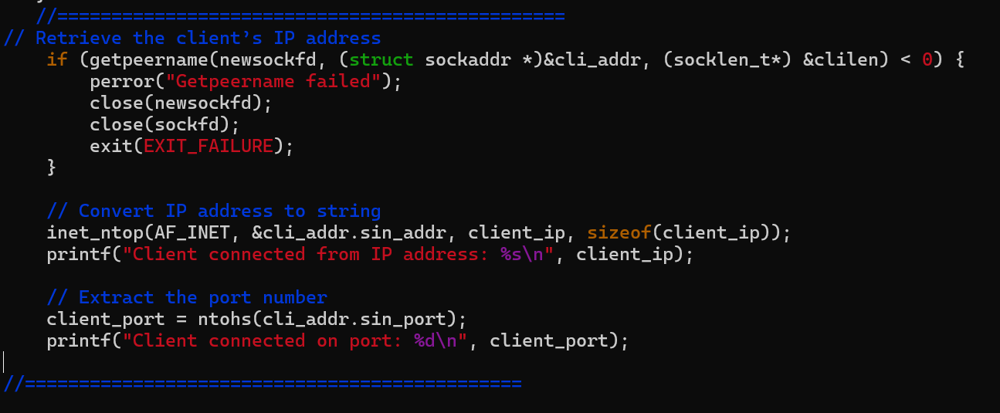 //===============================================
// Retrieve the client’s IP address
if (getpeername(newsockfd, (struct sockaddr *)&cli_addr, (socklen_t*) &clilen) < 0) {
perror("Getpeername failed");
close(newsockfd);
close(sockfd);
exit(EXIT_FAILURE);
}
// Convert IP address to string
inet_ntop(AF_INET, &cli_addr.sin_addr, client_ip, sizeof(client_ip));
printf("Client connected from IP address: %s\n", client_ip);
// Extract the port number
client_port = ntohs(cli_addr.sin_port);
printf("Client connected on port: %d\n", client_port);
//==============================================